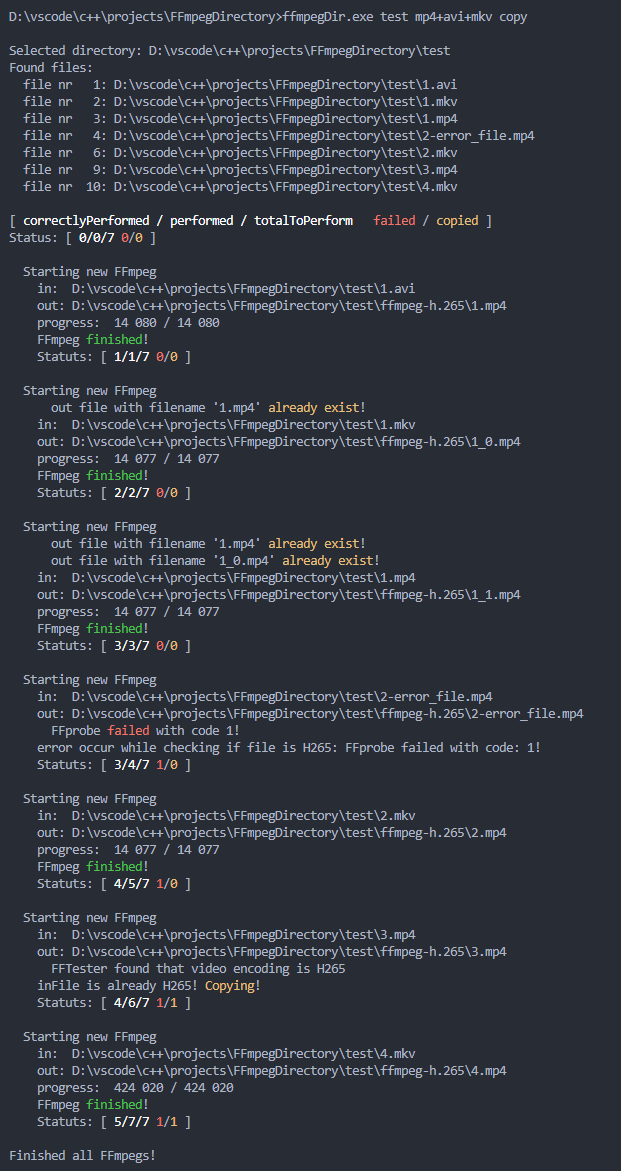 D:\vscode\c++\projects\FFmpegDirectory>ffmpegDir.exe test mp4+avi+mkv copy

Selected directory: D:\vscode\c++\projects\FFmpegDirectory\test
Found files:
  file nr   1: D:\vscode\c++\projects\FFmpegDirectory\test\1.avi
  file nr   2: D:\vscode\c++\projects\FFmpegDirectory\test\1.mkv
  file nr   3: D:\vscode\c++\projects\FFmpegDirectory\test\1.mp4
  file nr   4: D:\vscode\c++\projects\FFmpegDirectory\test\2-error_file.mp4
  file nr   6: D:\vscode\c++\projects\FFmpegDirectory\test\2.mkv
  file nr   9: D:\vscode\c++\projects\FFmpegDirectory\test\3.mp4
  file nr  10: D:\vscode\c++\projects\FFmpegDirectory\test\4.mkv

[ correctlyPerformed / performed / totalToPerform   failed / copied ]
Status: [ 0/0/7 0/0 ]

  Starting new FFmpeg
    in:  D:\vscode\c++\projects\FFmpegDirectory\test\1.avi
    out: D:\vscode\c++\projects\FFmpegDirectory\test\ffmpeg-h.265\1.mp4
    progress:  14 080 / 14 080
    FFmpeg finished!
    Statuts: [ 1/1/7 0/0 ]

  Starting new FFmpeg
      out file with filename '1.mp4' already exist!
    in:  D:\vscode\c++\projects\FFmpegDirectory\test\1.mkv
    out: D:\vscode\c++\projects\FFmpegDirectory\test\ffmpeg-h.265\1_0.mp4
    progress:  14 077 / 14 077
    FFmpeg finished!
    Statuts: [ 2/2/7 0/0 ]

  Starting new FFmpeg
      out file with filename '1.mp4' already exist!
      out file with filename '1_0.mp4' already exist!
    in:  D:\vscode\c++\projects\FFmpegDirectory\test\1.mp4
    out: D:\vscode\c++\projects\FFmpegDirectory\test\ffmpeg-h.265\1_1.mp4
    progress:  14 077 / 14 077
    FFmpeg finished!
    Statuts: [ 3/3/7 0/0 ]

  Starting new FFmpeg
    in:  D:\vscode\c++\projects\FFmpegDirectory\test\2-error_file.mp4
    out: D:\vscode\c++\projects\FFmpegDirectory\test\ffmpeg-h.265\2-error_file.mp4
      FFprobe failed with code 1!
    error occur while checking if file is H265: FFprobe failed with code: 1!
    Statuts: [ 3/4/7 1/0 ]

  Starting new FFmpeg
    in:  D:\vscode\c++\projects\FFmpegDirectory\test\2.mkv
    out: D:\vscode\c++\projects\FFmpegDirectory\test\ffmpeg-h.265\2.mp4
    progress:  14 077 / 14 077
    FFmpeg finished!
    Statuts: [ 4/5/7 1/0 ]

  Starting new FFmpeg
    in:  D:\vscode\c++\projects\FFmpegDirectory\test\3.mp4
    out: D:\vscode\c++\projects\FFmpegDirectory\test\ffmpeg-h.265\3.mp4
      FFTester found that video encoding is H265
    inFile is already H265! Copying!
    Statuts: [ 4/6/7 1/1 ]

  Starting new FFmpeg
    in:  D:\vscode\c++\projects\FFmpegDirectory\test\4.mkv
    out: D:\vscode\c++\projects\FFmpegDirectory\test\ffmpeg-h.265\4.mp4
    progress:  424 020 / 424 020
    FFmpeg finished!
    Statuts: [ 5/7/7 1/1 ]

Finished all FFmpegs!